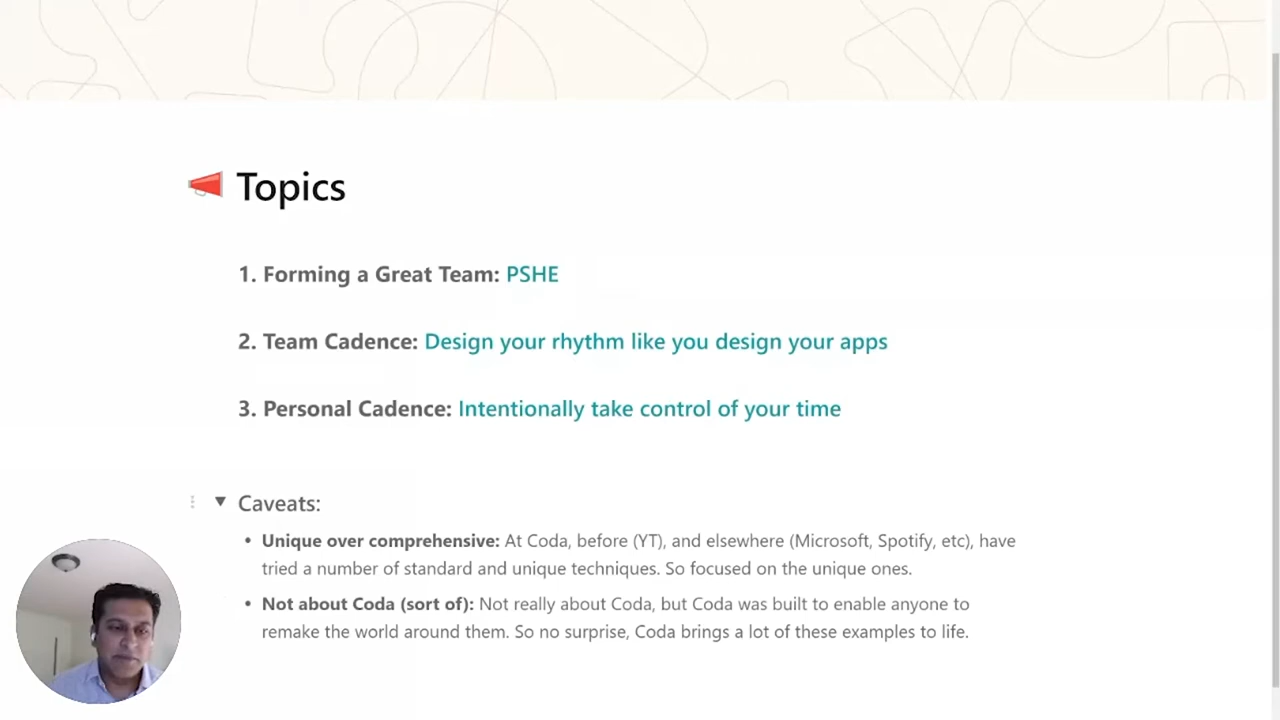 Topics
1. Forming a Great Team: PSHE
2. Team Cadence: Design your rhythm like you design your apps
3. Personal Cadence: Intentionally take control of your time
Caveats:
• Unique over comprehensive: At Coda, before (YT), and elsewhere (Microsoft, Spotify, etc), have
tried a number of standard and unique techniques. So focused on the unique ones.
• Not about Coda (sort of): Not really about Coda, but Coda was built to enable anyone to
remake the world around them. So no surprise, Coda brings a lot of these examples to life.